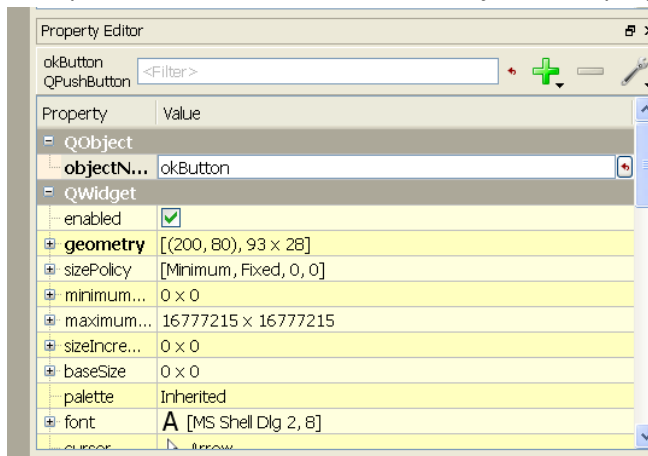 Property Editor
okButton
QPushButton
<Filter>
Property Value
QObject
objectN... okButton
QWidget
enabled
geometry [(200, 80), 93 x 28]
sizePolicy [Minimum, Fixed, 0, 0]
minimum... 0 x 0
maximum... 16777215 x 16777215
sizeIncre... 0 x 0
baseSize 0 x 0
palette Inherited
font A [MS Shell Dlg 2, 8]
cursor Arrow